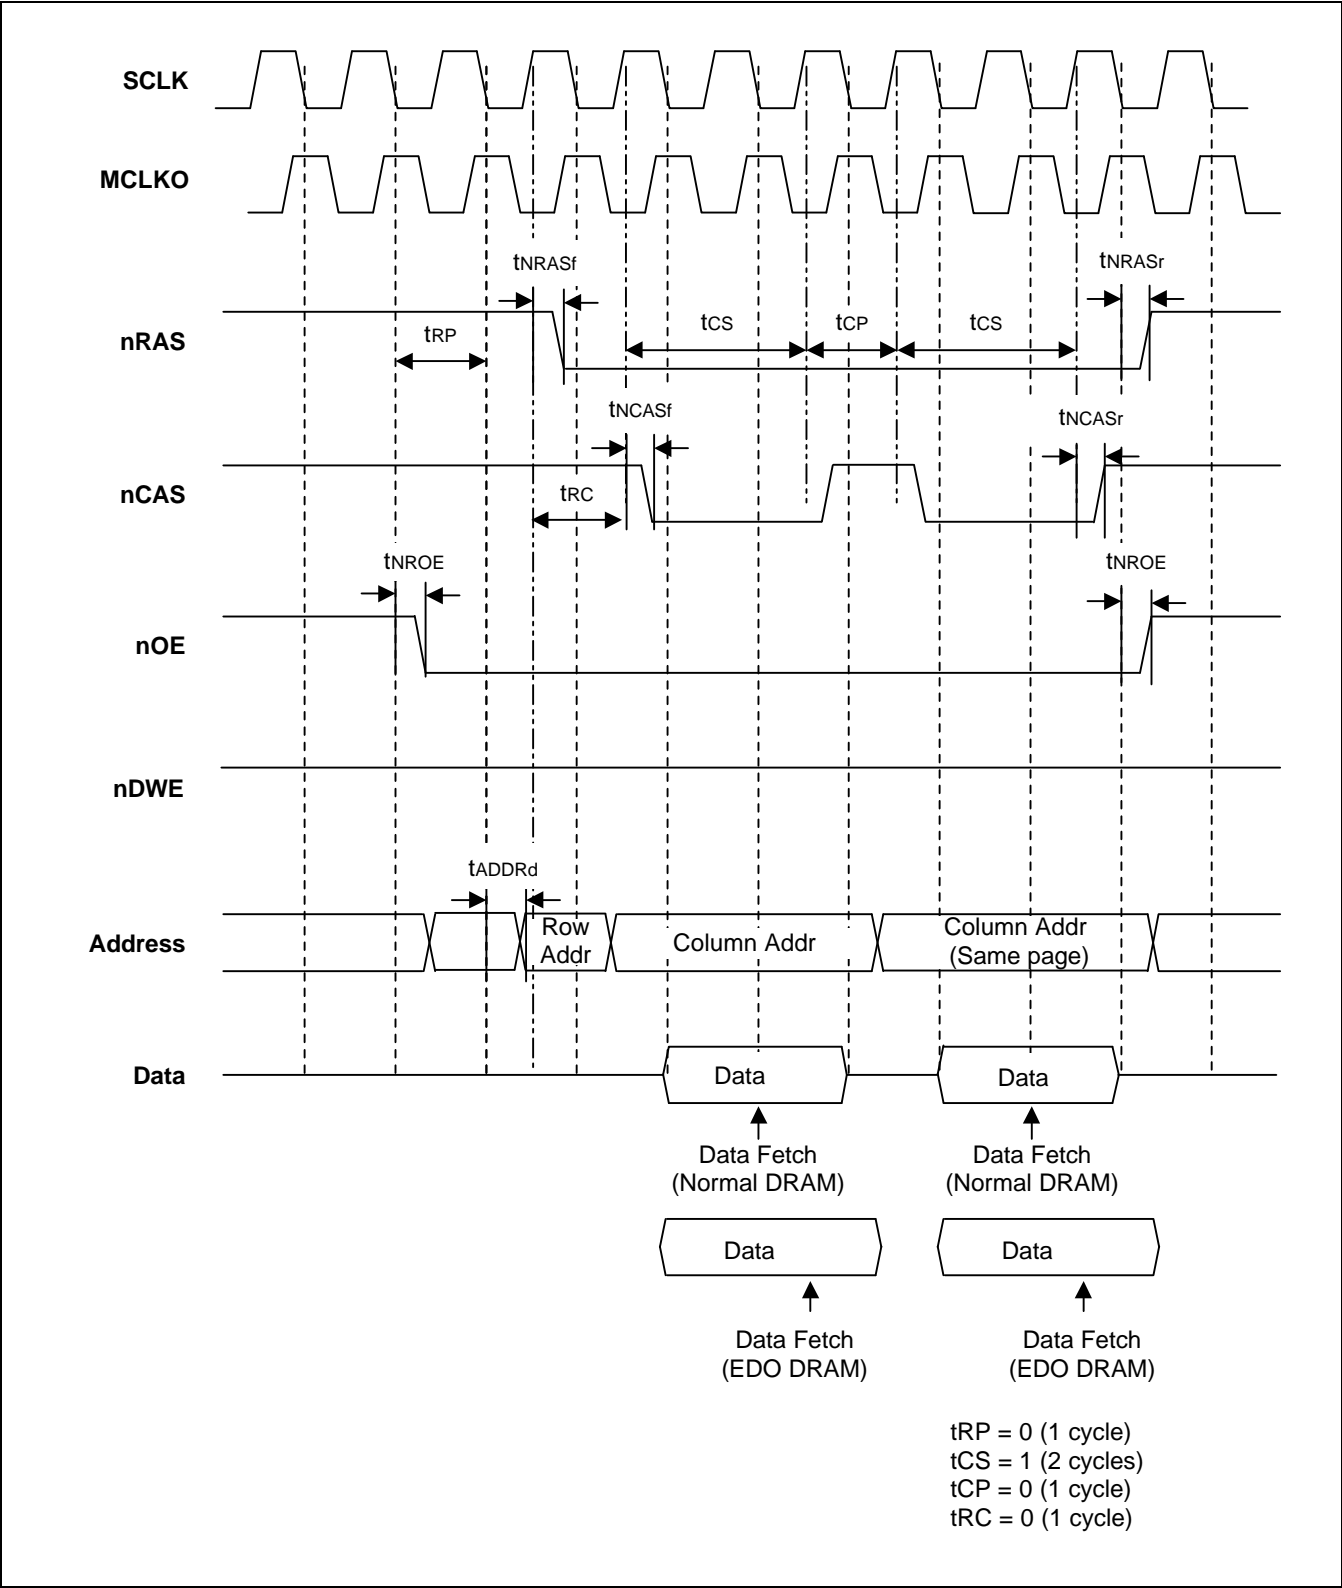 SCLK
MCLKO
tNRASf
tNRASr
nRAS
tRP
tCS
tCP
tCS
tNCASf
tNCASr
nCAS
tRC
tNROE
tNROE
nOE
nDWE
tADDRd
Address
Row
Addr
Column Addr
Column Addr
(Same page)
Data
Data
Data
Data Fetch
(Normal DRAM)
Data Fetch
(Normal DRAM)
Data
Data
Data Fetch
(EDO DRAM)
Data Fetch
(EDO DRAM)
tRP = 0 (1 cycle)
tCS = 1 (2 cycles)
tCP = 0 (1 cycle)
tRC = 0 (1 cycle)